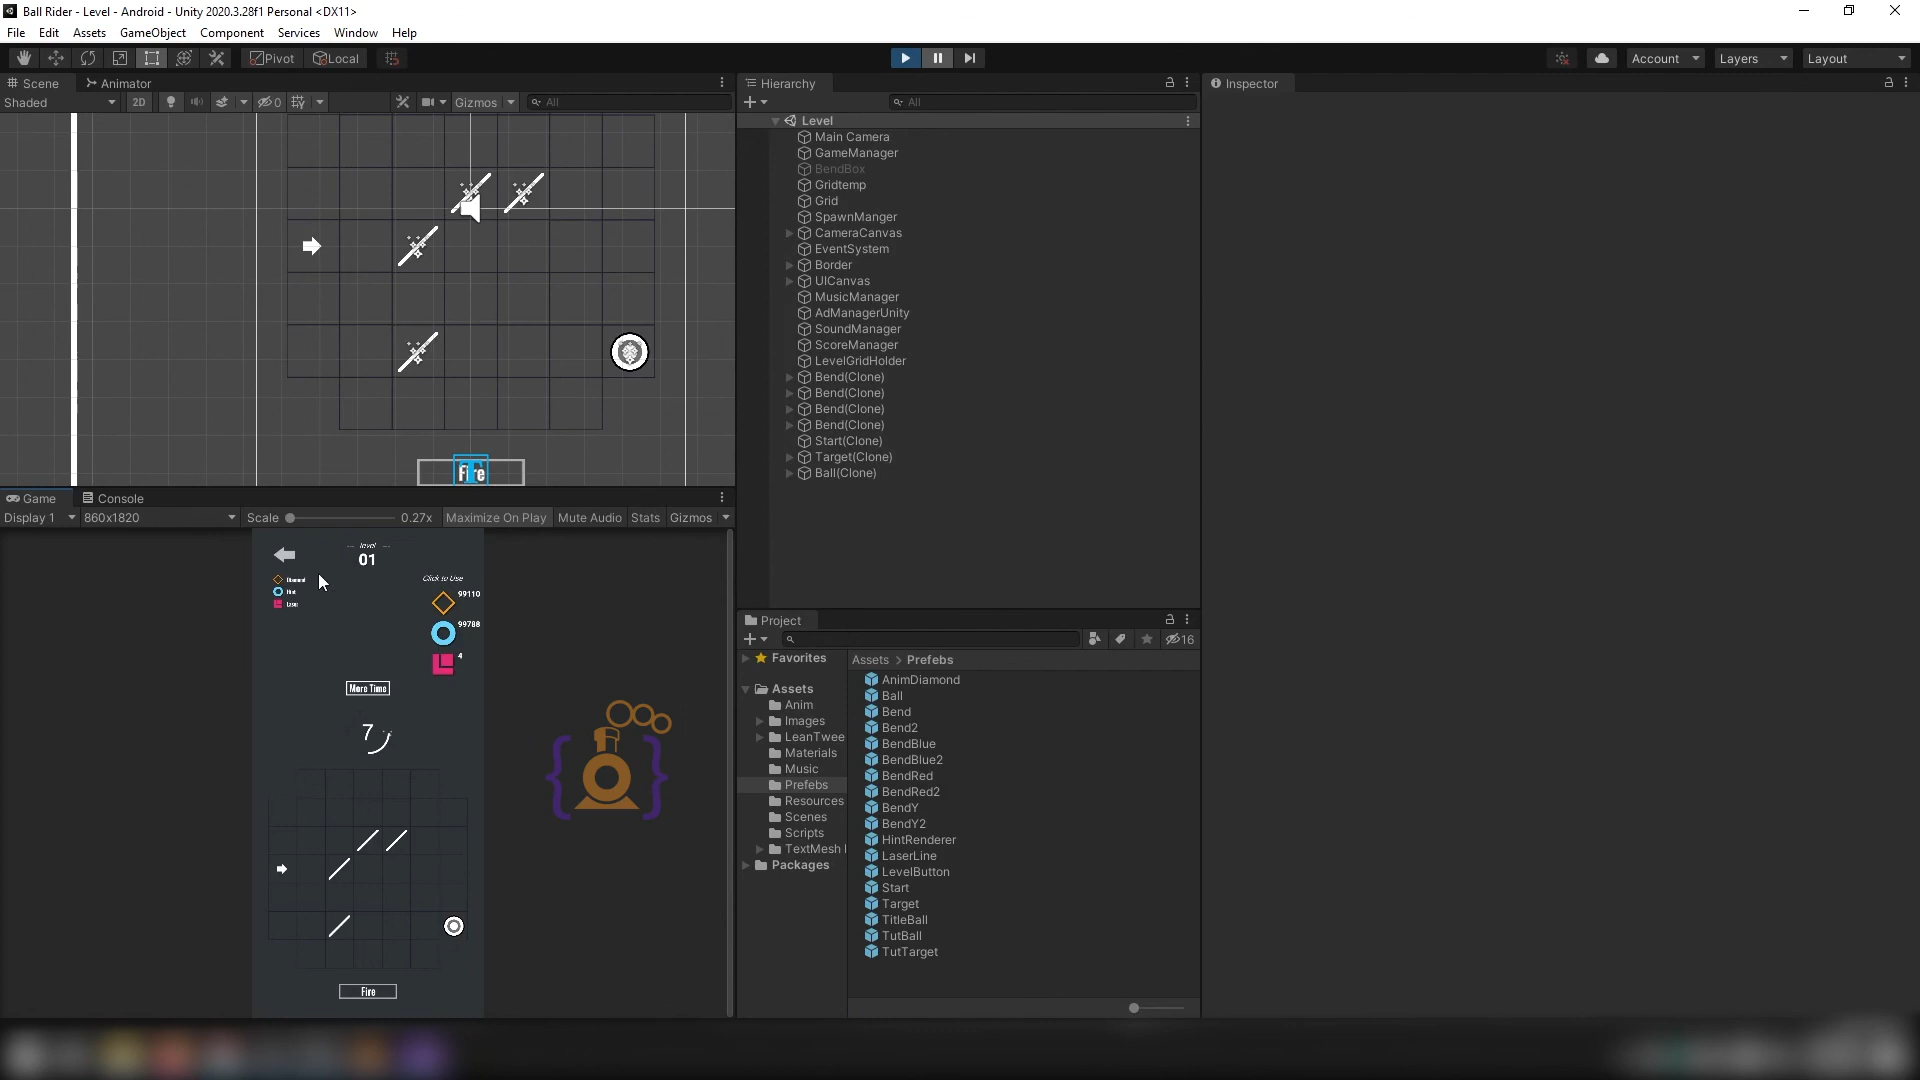 Ball Rider - Level - Android - Unity 2020.3.28f1 Personal <DX11>
File Edit Assets GameObject Component Services Window Help
Pivot Local Account Layers Layout
Scene Animator
Shaded 2D 0 Gizmos All
Fire
Game Console
Display 1 860x1820 Scale 0.27x Maximize On Play Mute Audio Stats Gizmos
level
01
Diamond
Hint
Laser
Click to Use
99110
99788
4
More Time
7
Fire
Hierarchy
All
Level
Main Camera
GameManager
BendBox
Gridtemp
Grid
SpawnManger
CameraCanvas
EventSystem
Border
UICanvas
MusicManager
AdManagerUnity
SoundManager
ScoreManager
LevelGridHolder
Bend(Clone)
Bend(Clone)
Bend(Clone)
Bend(Clone)
Start(Clone)
Target(Clone)
Ball(Clone)
Project
16
Favorites
Assets
Anim
Images
LeanTwee
Materials
Music
Prefebs
Resources
Scenes
Scripts
TextMesh
Packages
Assets > Prefebs
AnimDiamond
Ball
Bend
Bend2
BendBlue
BendBlue2
BendRed
BendRed2
BendY
BendY2
HintRenderer
LaserLine
LevelButton
Start
Target
TitleBall
TutBall
TutTarget
Inspector